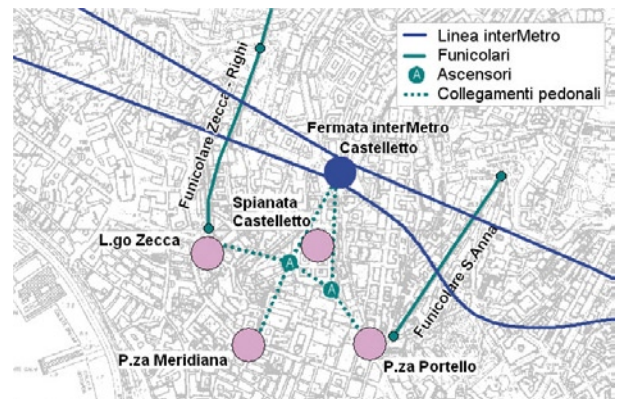 Linea interMetro
Funicolari
A Ascensori
Collegamenti pedonali
Funicolare Zecca - Righi
Fermata interMetro
Castelletto
Spianata
Castelletto
L.go Zecca
A
A
Funicolare S.Anna
P.za Meridiana
P.za Portello